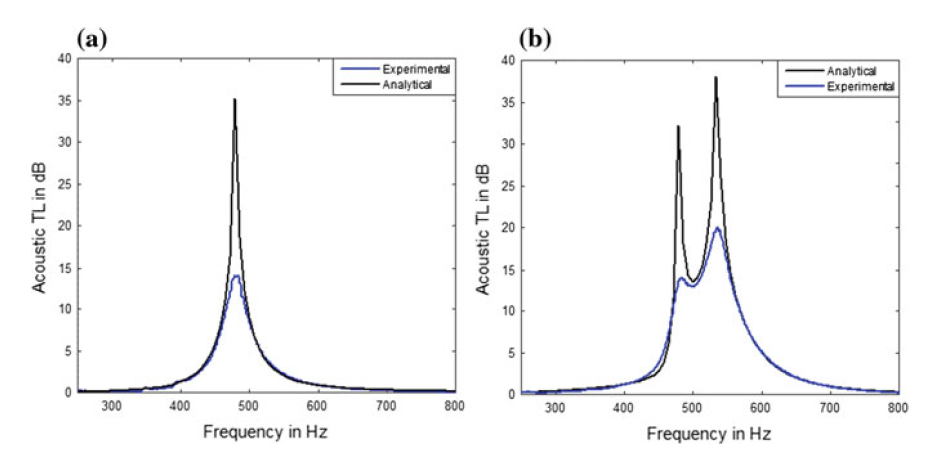 (a)
40
35
30
25
20
15
10
5
0
300 400 500 600 700 800
Acoustic TL in dB
Frequency in Hz
Experimental
Analytical
(b)
40
35
30
25
20
15
10
5
0
300 400 500 600 700 800
Acoustic TL in dB
Frequency in Hz
Analytical
Experimental